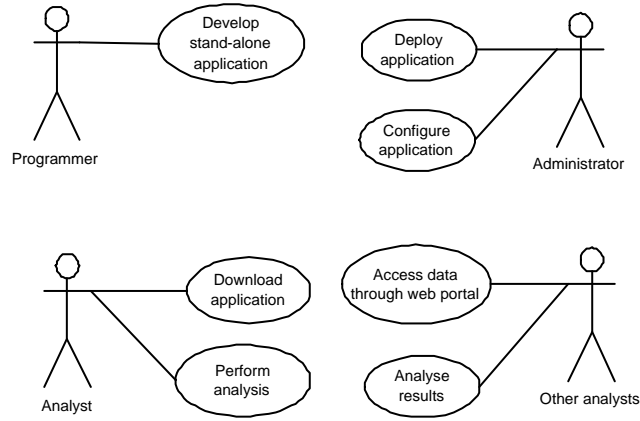 Develop
stand-alone
application
Programmer
Deploy
application
Configure
application
Administrator
Download
application
Perform
analysis
Analyst
Access data
through web portal
Analyse
results
Other analysts